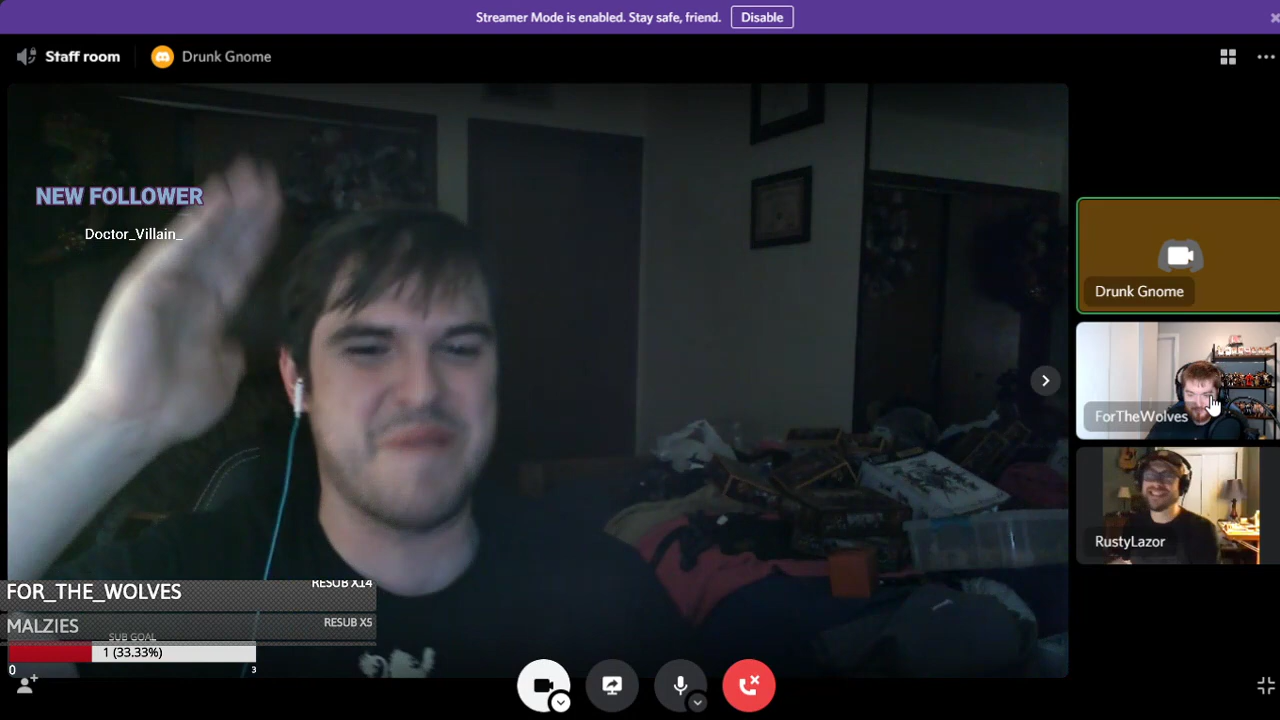 Streamer Mode is enabled. Stay safe, friend.
Disable
Staff room
Drunk Gnome
NEW FOLLOWER
Doctor_Villain_
Drunk Gnome
ForTheWolves
RustyLazor
FOR_THE_WOLVES
RESUB X14
MALZIES
RESUB X5
SUB GOAL
1 (33.33%)
0
3